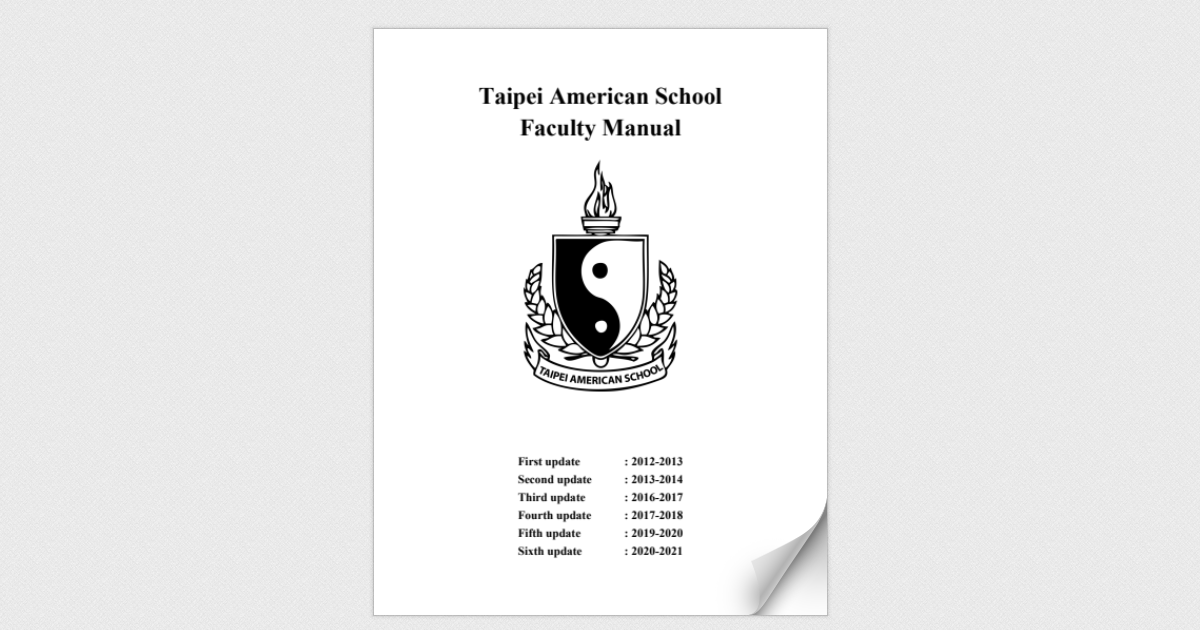 Taipei American School
Faculty Manual
TAIPEI AMERICAN SCHOOL
First update : 2012-2013
Second update : 2013-2014
Third update : 2016-2017
Fourth update : 2017-2018
Fifth update : 2019-2020
Sixth update : 2020-2021